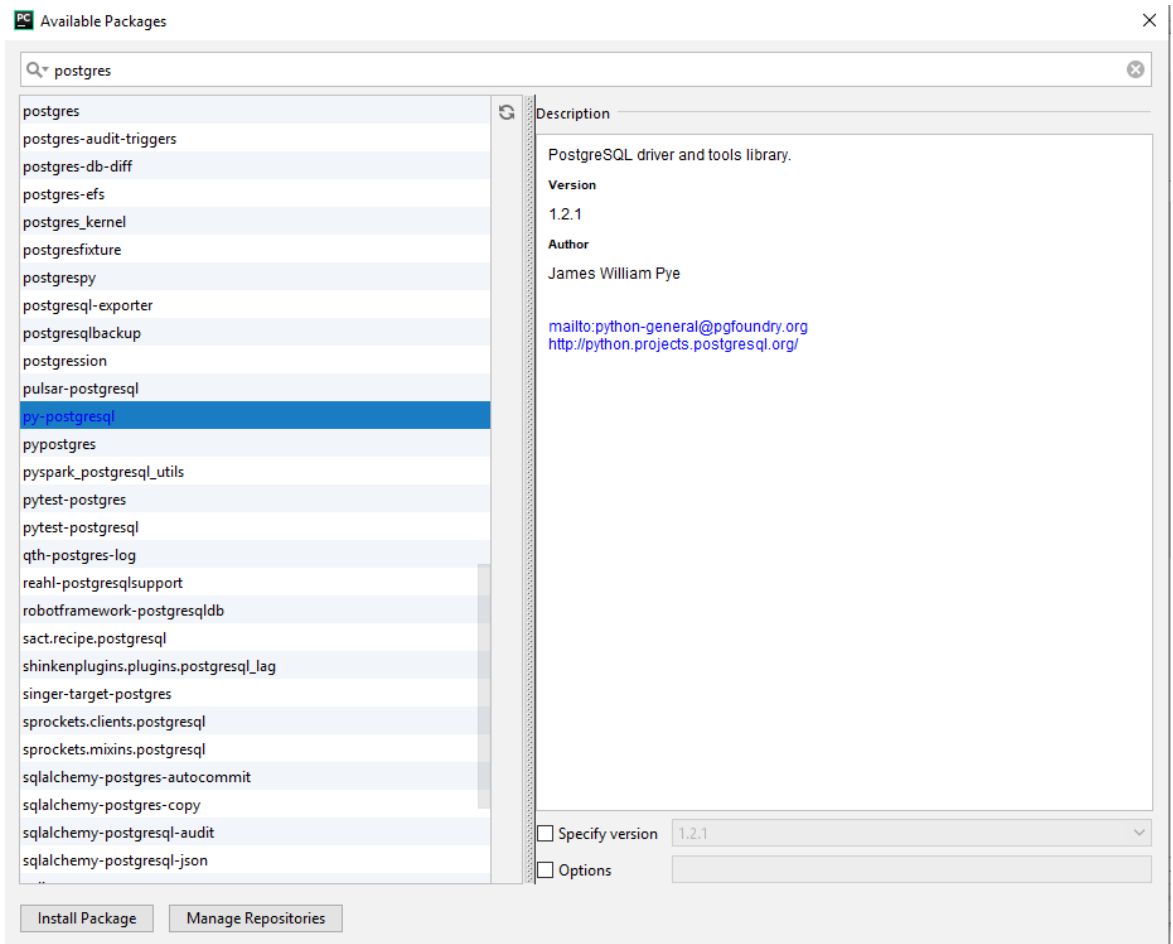 PC Available Packages
postgres
postgres
postgres-audit-triggers
postgres-db-diff
postgres-efs
postgres_kernel
postgresfixture
postgrespy
postgresql-exporter
postgresqlbackup
postgression
pulsar-postgresql
py-postgresql
pypostgres
pyspark_postgresql_utils
pytest-postgres
pytest-postgresql
qth-postgres-log
reahl-postgresqlsupport
robotframework-postgresqldb
sact.recipe.postgresql
shinkenplugins.plugins.postgresql_lag
singer-target-postgres
sprockets.clients.postgresql
sprockets.mixins.postgresql
sqlalchemy-postgres-autocommit
sqlalchemy-postgres-copy
sqlalchemy-postgresql-audit
sqlalchemy-postgresql-json
Description
PostgreSQL driver and tools library.
Version
1.2.1
Author
James William Pye
mailto:python-general@pgfoundry.org
http://python.projects.postgresql.org/
Specify version 1.2.1
Options
Install Package Manage Repositories